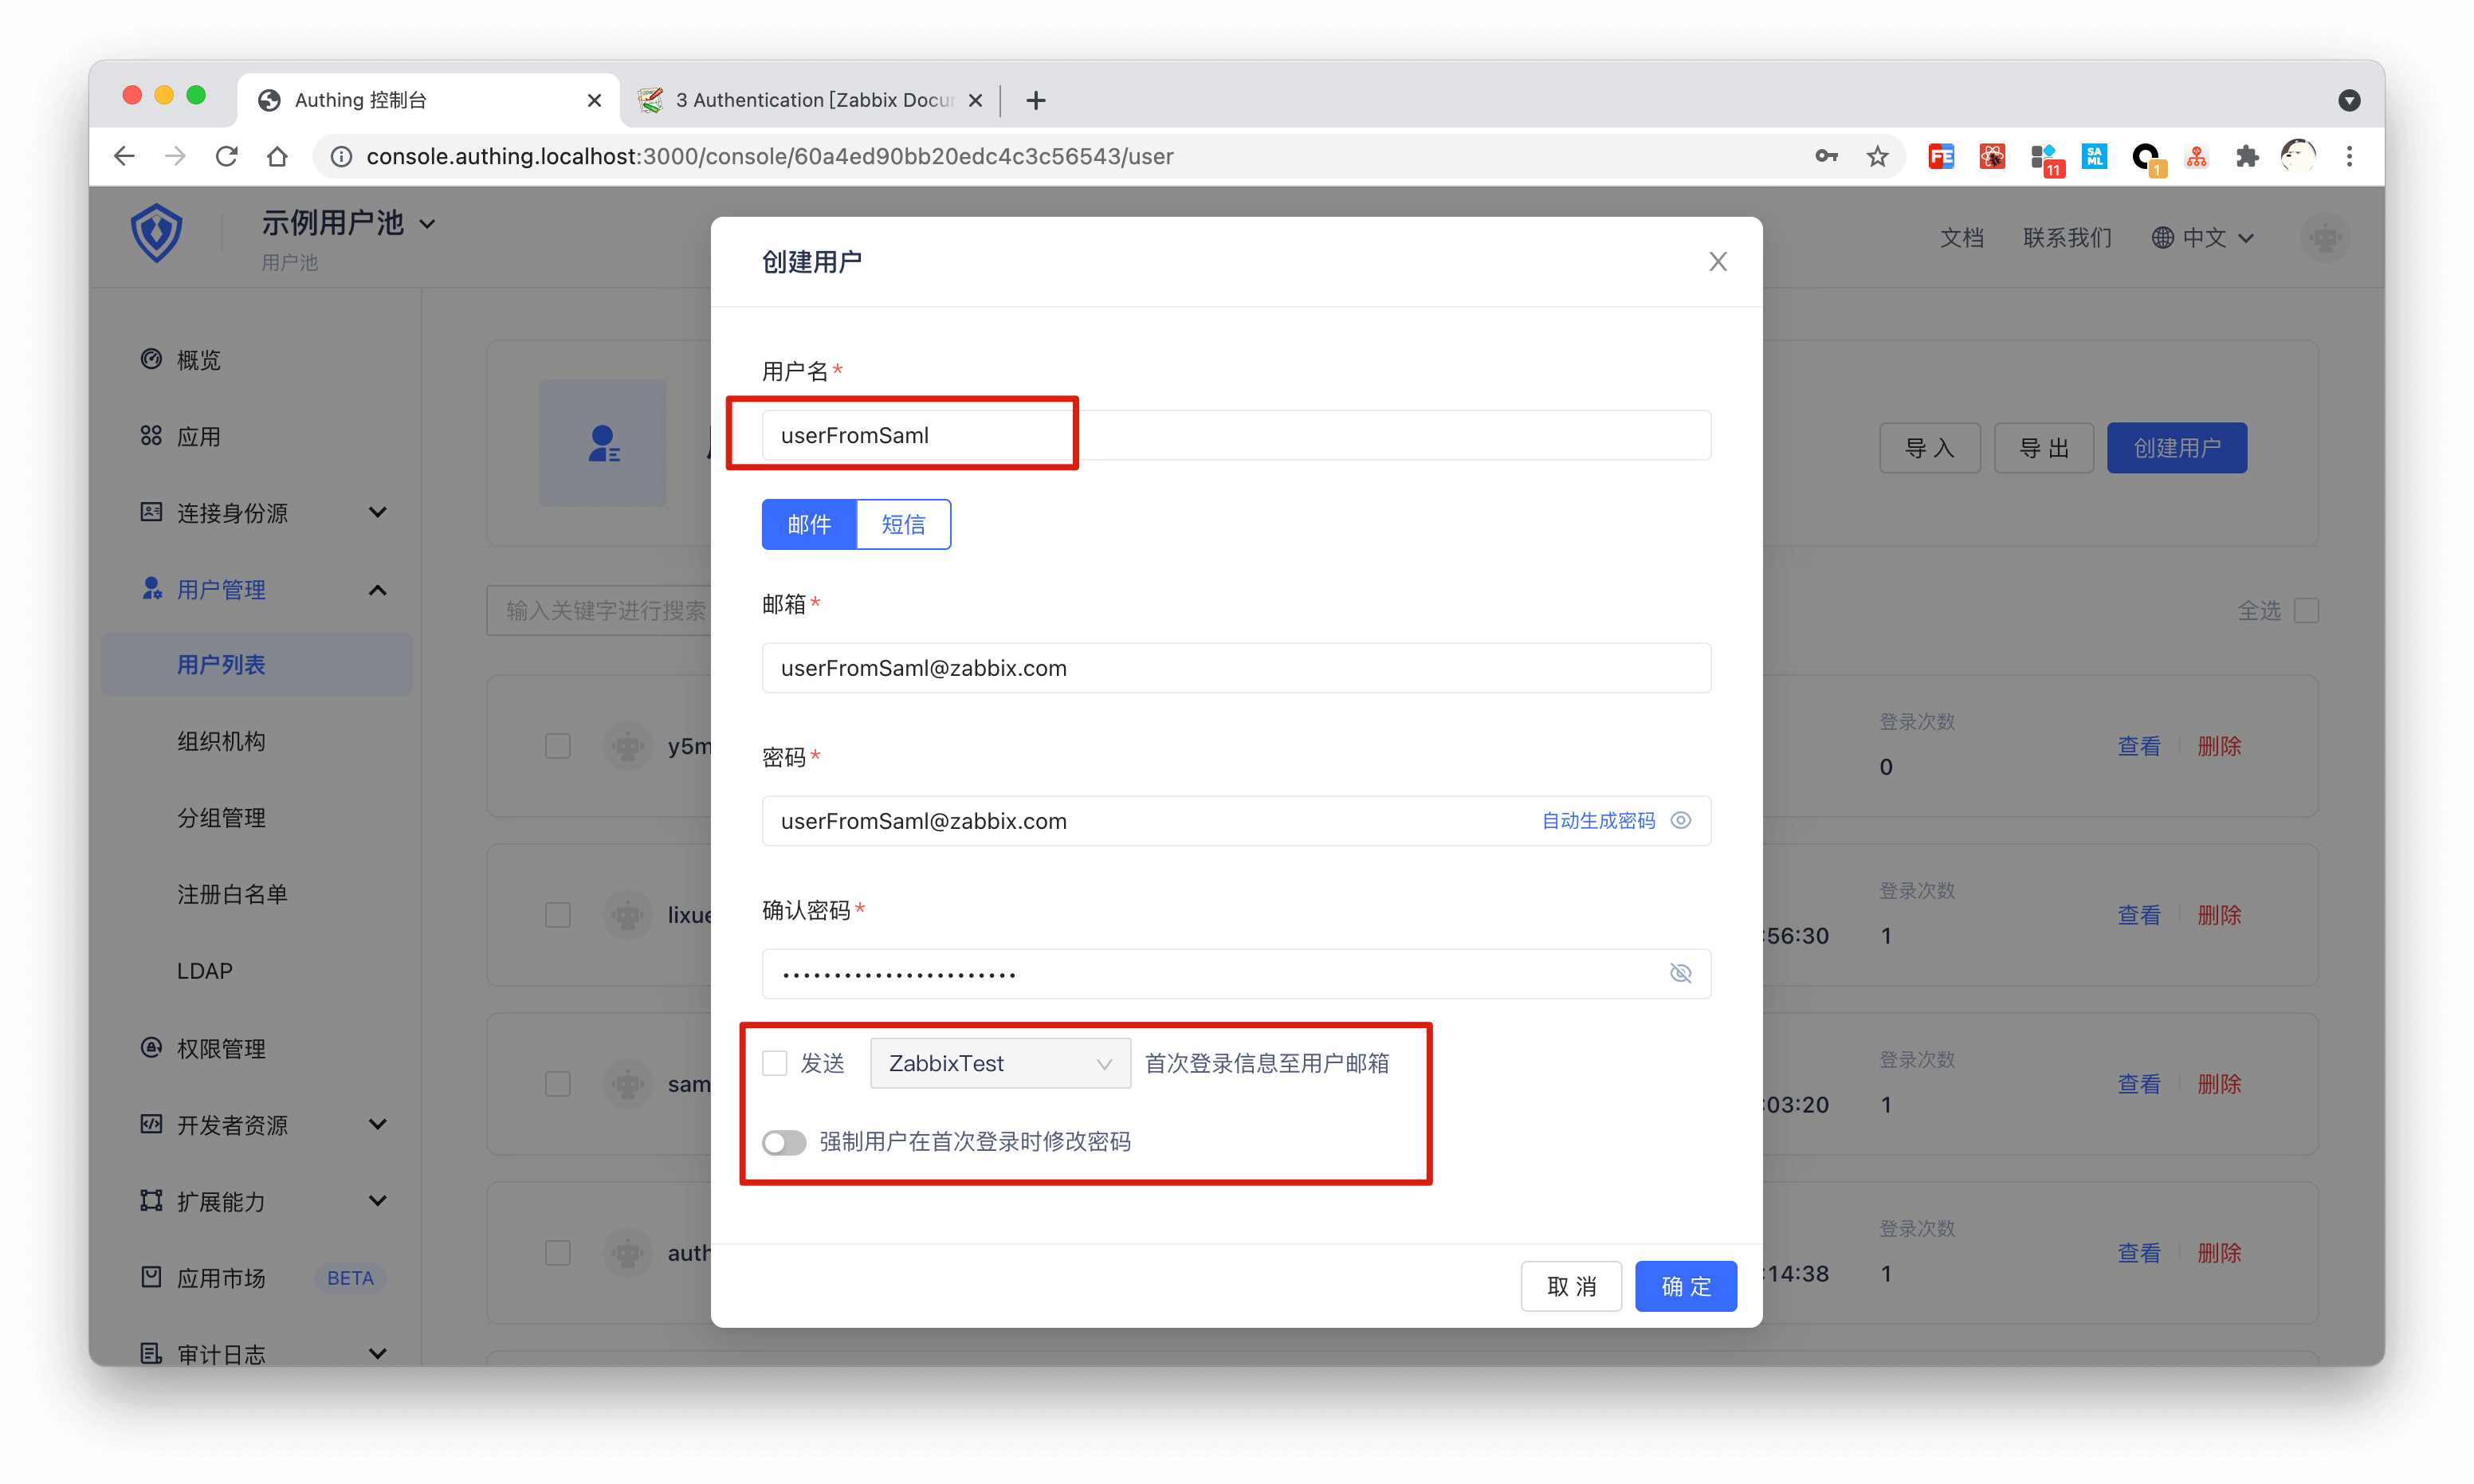 Authing 控制台
3 Authentication [Zabbix Docu
console.authing.localhost:3000/console/60a4ed90bb20edc4c3c56543/user
FE
11
SA
ML
1
示例用户池
用户池
文档
联系我们
中文
概览
应用
连接身份源
用户管理
用户列表
组织机构
分组管理
注册白名单
LDAP
权限管理
开发者资源
扩展能力
应用市场
BETA
审计日志
导 入
导 出
创建用户
输入关键字进行搜索
全选
y5m
登录次数
0
查看
删除
lixue
:56:30
登录次数
1
查看
删除
sam
:03:20
登录次数
1
查看
删除
auth
:14:38
登录次数
1
查看
删除
创建用户
用户名*
userFromSaml
邮件
短信
邮箱*
userFromSaml@zabbix.com
密码*
userFromSaml@zabbix.com
自动生成密码
确认密码*
•••••••••••••••••••••••
发送
ZabbixTest
首次登录信息至用户邮箱
强制用户在首次登录时修改密码
取 消
确 定